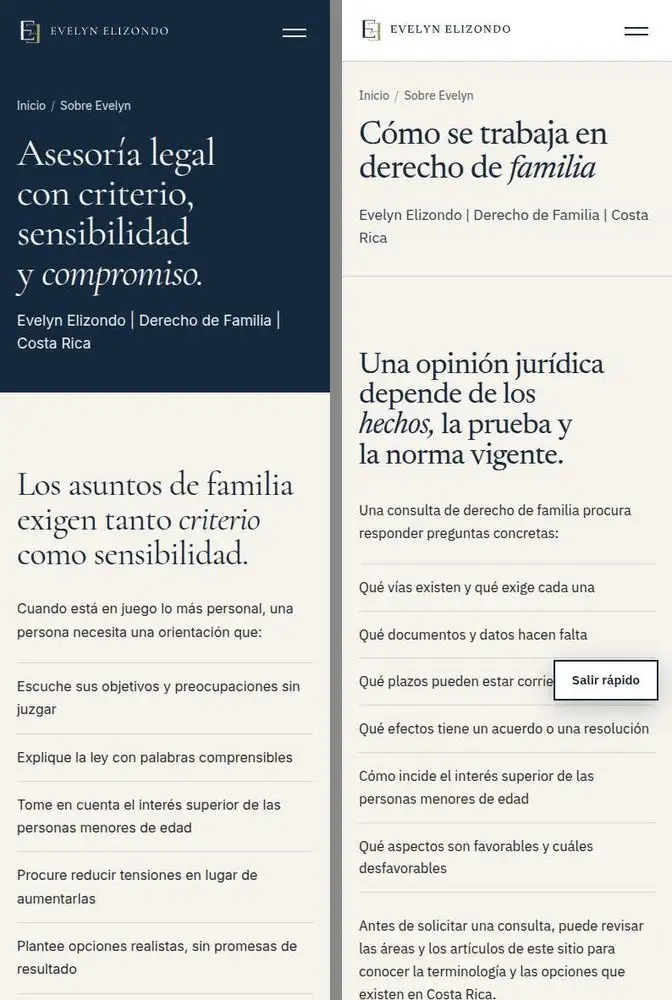 EVELYN ELIZONDO
Inicio / Sobre Evelyn
Asesoría legal
con criterio,
sensibilidad
y compromiso.
Evelyn Elizondo | Derecho de Familia |
Costa Rica
Los asuntos de familia
exigen tanto criterio
como sensibilidad.
Cuando está en juego lo más personal, una
persona necesita una orientación que:
Escuche sus objetivos y preocupaciones sin
juzgar
Explique la ley con palabras comprensibles
Tome en cuenta el interés superior de las
personas menores de edad
Procure reducir tensiones en lugar de
aumentarlas
Plantee opciones realistas, sin promesas de
resultado
EVELYN ELIZONDO
Inicio / Sobre Evelyn
Cómo se trabaja en
derecho de familia
Evelyn Elizondo | Derecho de Familia | Costa
Rica
Una opinión jurídica
depende de los
hechos, la prueba y
la norma vigente.
Una consulta de derecho de familia procura
responder preguntas concretas:
Qué vías existen y qué exige cada una
Qué documentos y datos hacen falta
Qué plazos pueden estar corrie
Salir rápido
Qué efectos tiene un acuerdo o una resolución
Cómo incide el interés superior de las
personas menores de edad
Qué aspectos son favorables y cuáles
desfavorables
Antes de solicitar una consulta, puede revisar
las áreas y los artículos de este sitio para
conocer la terminología y las opciones que
existen en Costa Rica.